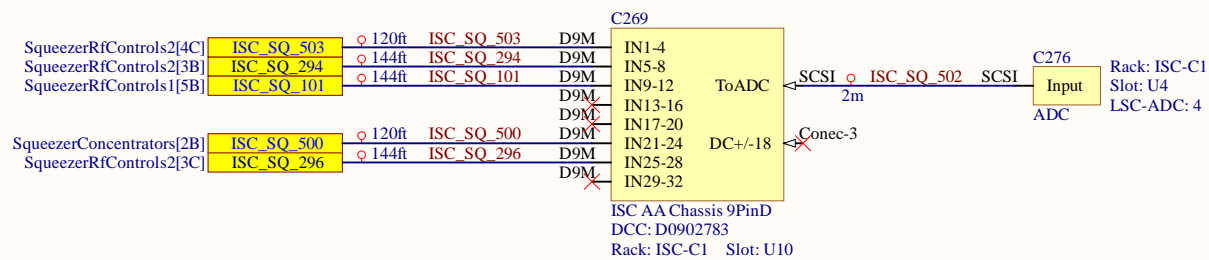 C269
SqueezerRfControls2[4C] ISC_SQ_503 120ft ISC_SQ_503 D9M IN1-4
SqueezerRfControls2[3B] ISC_SQ_294 144ft ISC_SQ_294 D9M IN5-8
SqueezerRfControls1[5B] ISC_SQ_101 144ft ISC_SQ_101 D9M IN9-12
D9M IN13-16
D9M IN17-20
SqueezerConcentrators[2B] ISC_SQ_500 120ft ISC_SQ_500 D9M IN21-24
SqueezerRfControls2[3C] ISC_SQ_296 144ft ISC_SQ_296 D9M IN25-28
D9M IN29-32
ToADC SCSI 2m ISC_SQ_502 SCSI
DC+/-18 Conec-3
ISC AA Chassis 9PinD
DCC: D0902783
Rack: ISC-C1 Slot: U10
C276
Input
ADC
Rack: ISC-C1
Slot: U4
LSC-ADC: 4